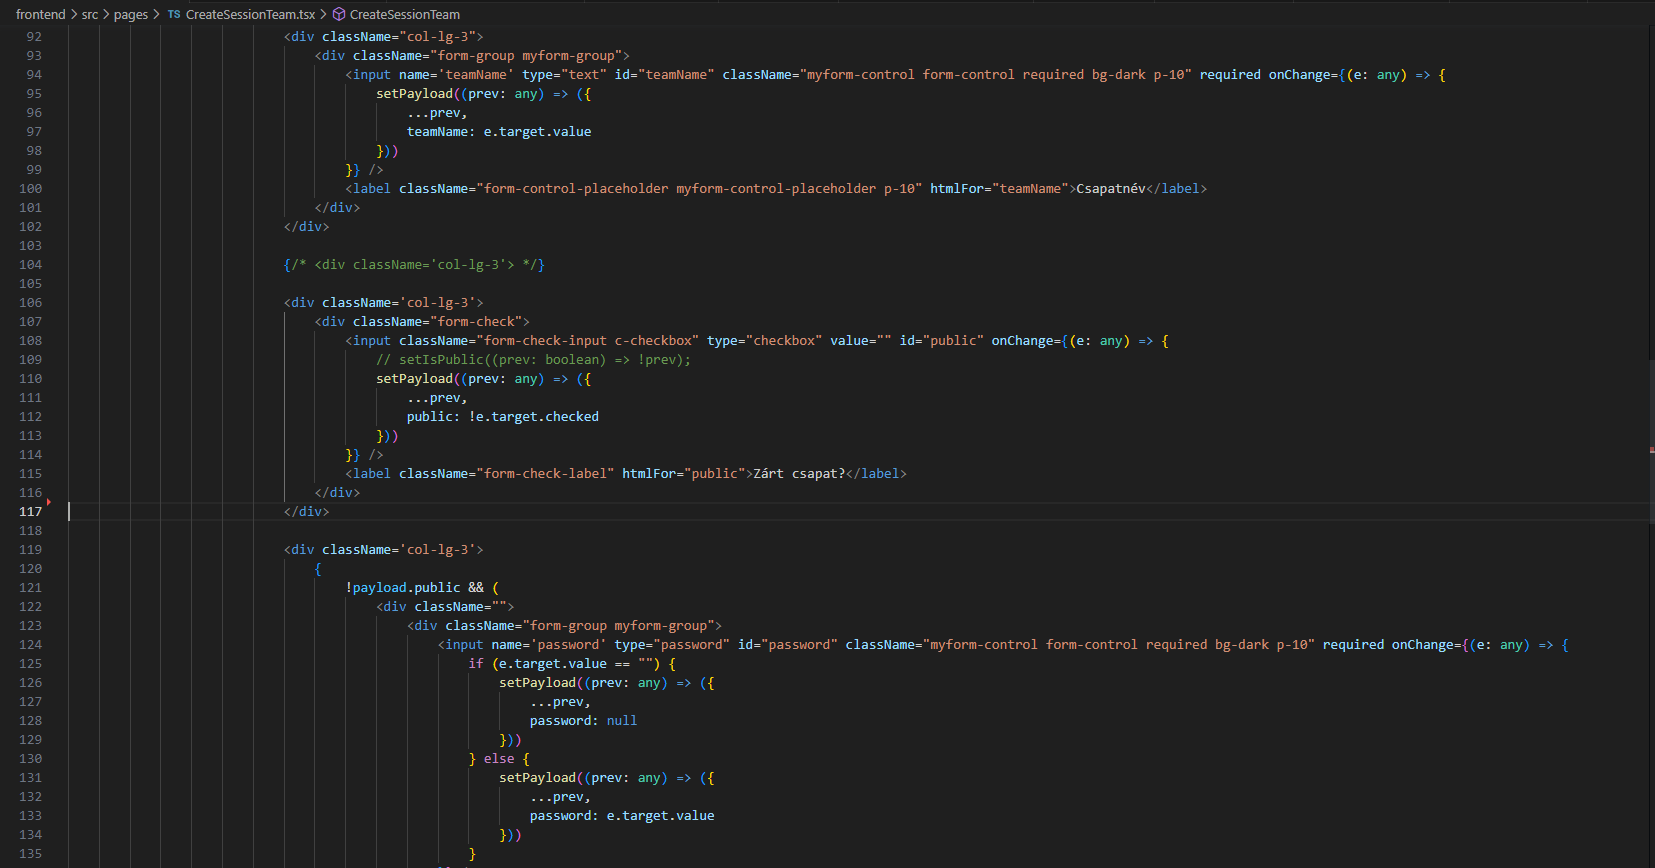 frontend > src > pages > TS CreateSessionTeam.tsx > CreateSessionTeam
92 <div className="col-lg-3">
93 <div className="form-group myform-group">
94 <input name='teamName' type="text" id="teamName" className="myform-control form-control required bg-dark p-10" required onChange={(e: any) => {
95 setPayload((prev: any) => ({
96 ...prev,
97 teamName: e.target.value
98 }))
99 }} />
100 <label className="form-control-placeholder myform-control-placeholder p-10" htmlFor="teamName">Csapatnév</label>
101 </div>
102 </div>
103
104 {/* <div className='col-lg-3'> */}
105
106 <div className='col-lg-3'>
107 <div className="form-check">
108 <input className="form-check-input c-checkbox" type="checkbox" value="" id="public" onChange={(e: any) => {
109 // setIsPublic((prev: boolean) => !prev);
110 setPayload((prev: any) => ({
111 ...prev,
112 public: !e.target.checked
113 }))
114 }} />
115 <label className="form-check-label" htmlFor="public">Zárt csapat?</label>
116 </div>
117 </div>
118
119 <div className='col-lg-3'>
120 {
121 !payload.public && (
122 <div className="">
123 <div className="form-group myform-group">
124 <input name='password' type="password" id="password" className="myform-control form-control required bg-dark p-10" required onChange={(e: any) => {
125 if (e.target.value == "") {
126 setPayload((prev: any) => ({
127 ...prev,
128 password: null
129 }))
130 } else {
131 setPayload((prev: any) => ({
132 ...prev,
133 password: e.target.value
134 }))
135 }